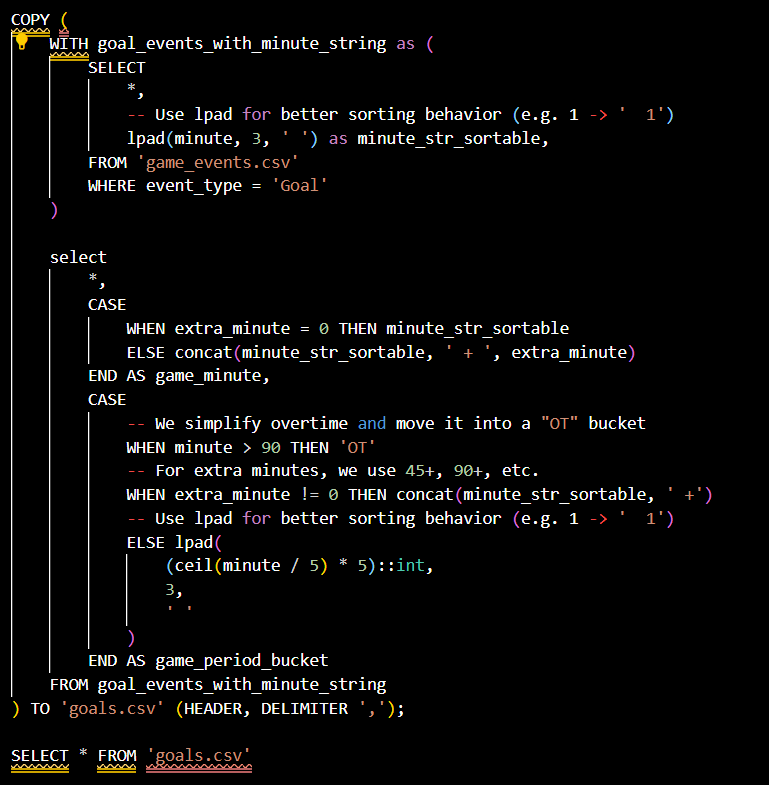 COPY (
    WITH goal_events_with_minute_string as (
        SELECT
            *,
            -- Use lpad for better sorting behavior (e.g. 1 -> '  1')
            lpad(minute, 3, ' ') as minute_str_sortable,
        FROM 'game_events.csv'
        WHERE event_type = 'Goal'
    )

    select
        *,
        CASE
            WHEN extra_minute = 0 THEN minute_str_sortable
            ELSE concat(minute_str_sortable, ' + ', extra_minute)
        END AS game_minute,
        CASE
            -- We simplify overtime and move it into a "OT" bucket
            WHEN minute > 90 THEN 'OT'
            -- For extra minutes, we use 45+, 90+, etc.
            WHEN extra_minute != 0 THEN concat(minute_str_sortable, ' +')
            -- Use lpad for better sorting behavior (e.g. 1 -> '  1')
            ELSE lpad(
                (ceil(minute / 5) * 5)::int,
                3,
                ' '
            )
        END AS game_period_bucket
    FROM goal_events_with_minute_string
) TO 'goals.csv' (HEADER, DELIMITER ',');

SELECT * FROM 'goals.csv'